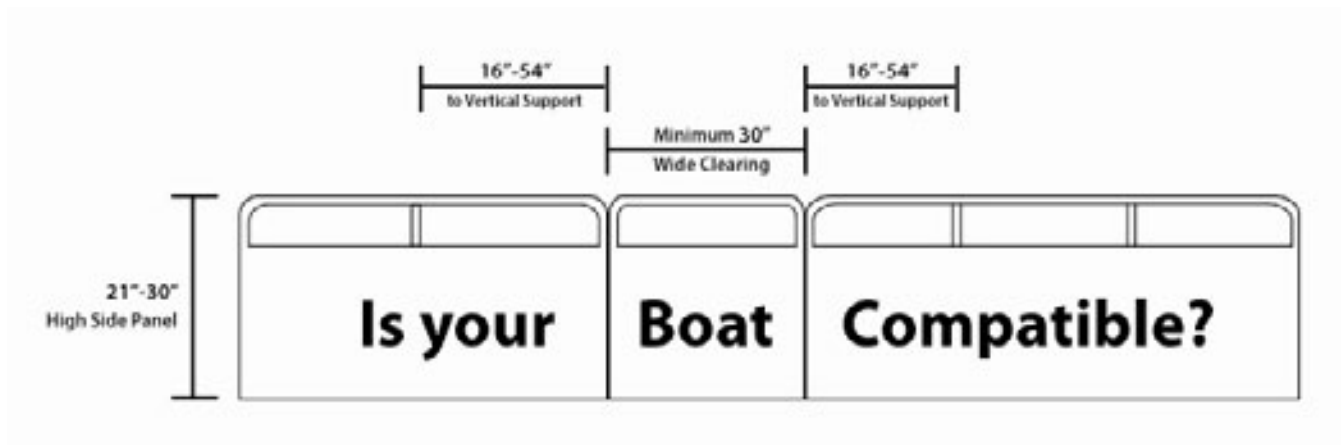 16"-54"
to Vertical Support
16"-54"
to Vertical Support
Minimum 30"
Wide Clearing
21"-30"
High Side Panel
Is your Boat Compatible?